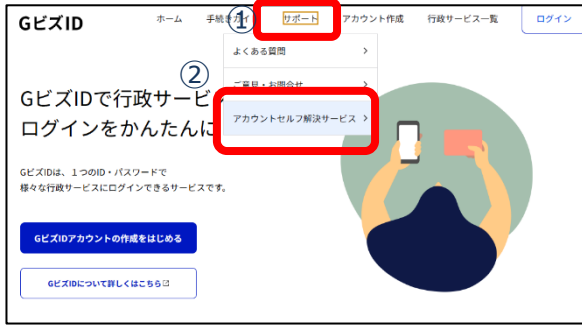 GビズID
ホーム 手続きガイ ① サポート アカウント作成 行政サービス一覧 ログイン
よくある質問
②
ご意見・お問合せ
アカウントセルフ解決サービス
GビズIDで行政サービ
ログインをかんたんに
GビズIDは、1つのID・パスワードで
様々な行政サービスにログインできるサービスです。
GビズIDアカウントの作成をはじめる
GビズIDについて詳しくはこちら